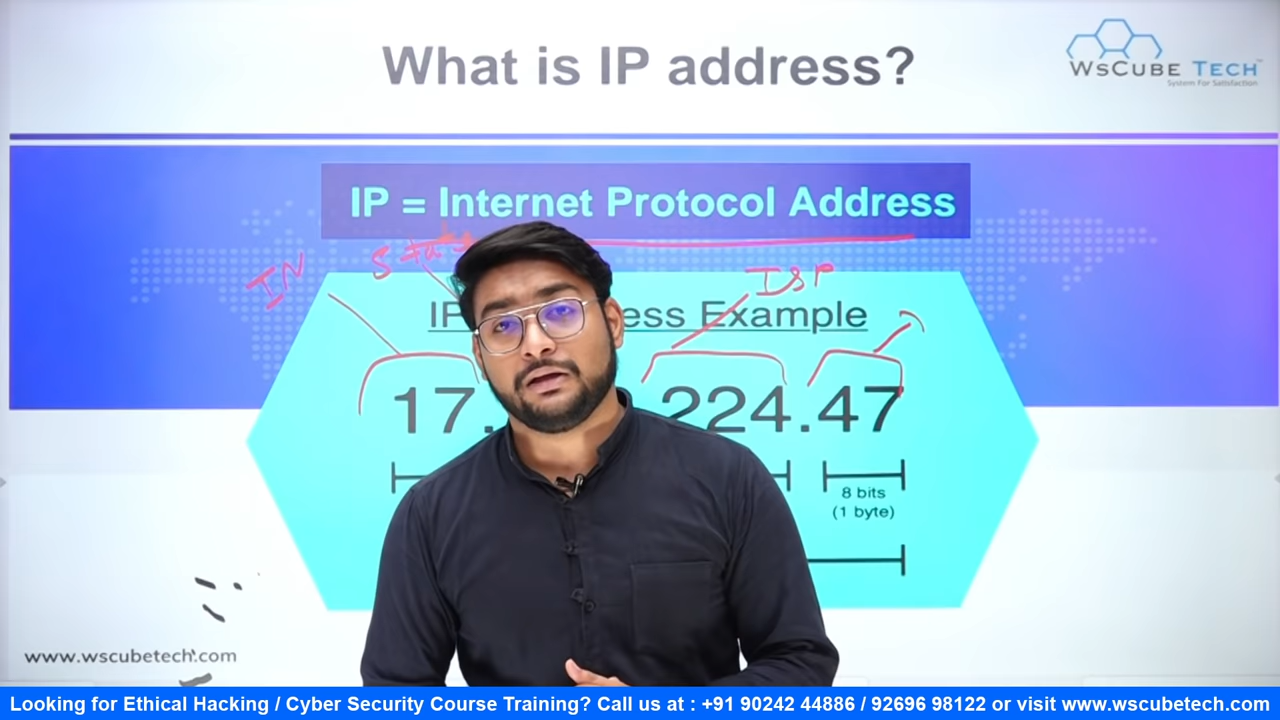 What is IP address?
WsCube Tech
System For Satisfaction
IP = Internet Protocol Address
IN
ISP
IP ess Example
17. 224.47
8 bits
(1 byte)
www.wscubetech.com
Looking for Ethical Hacking / Cyber Security Course Training? Call us at : +91 90242 44886 / 92696 98122 or visit www.wscubetech.com